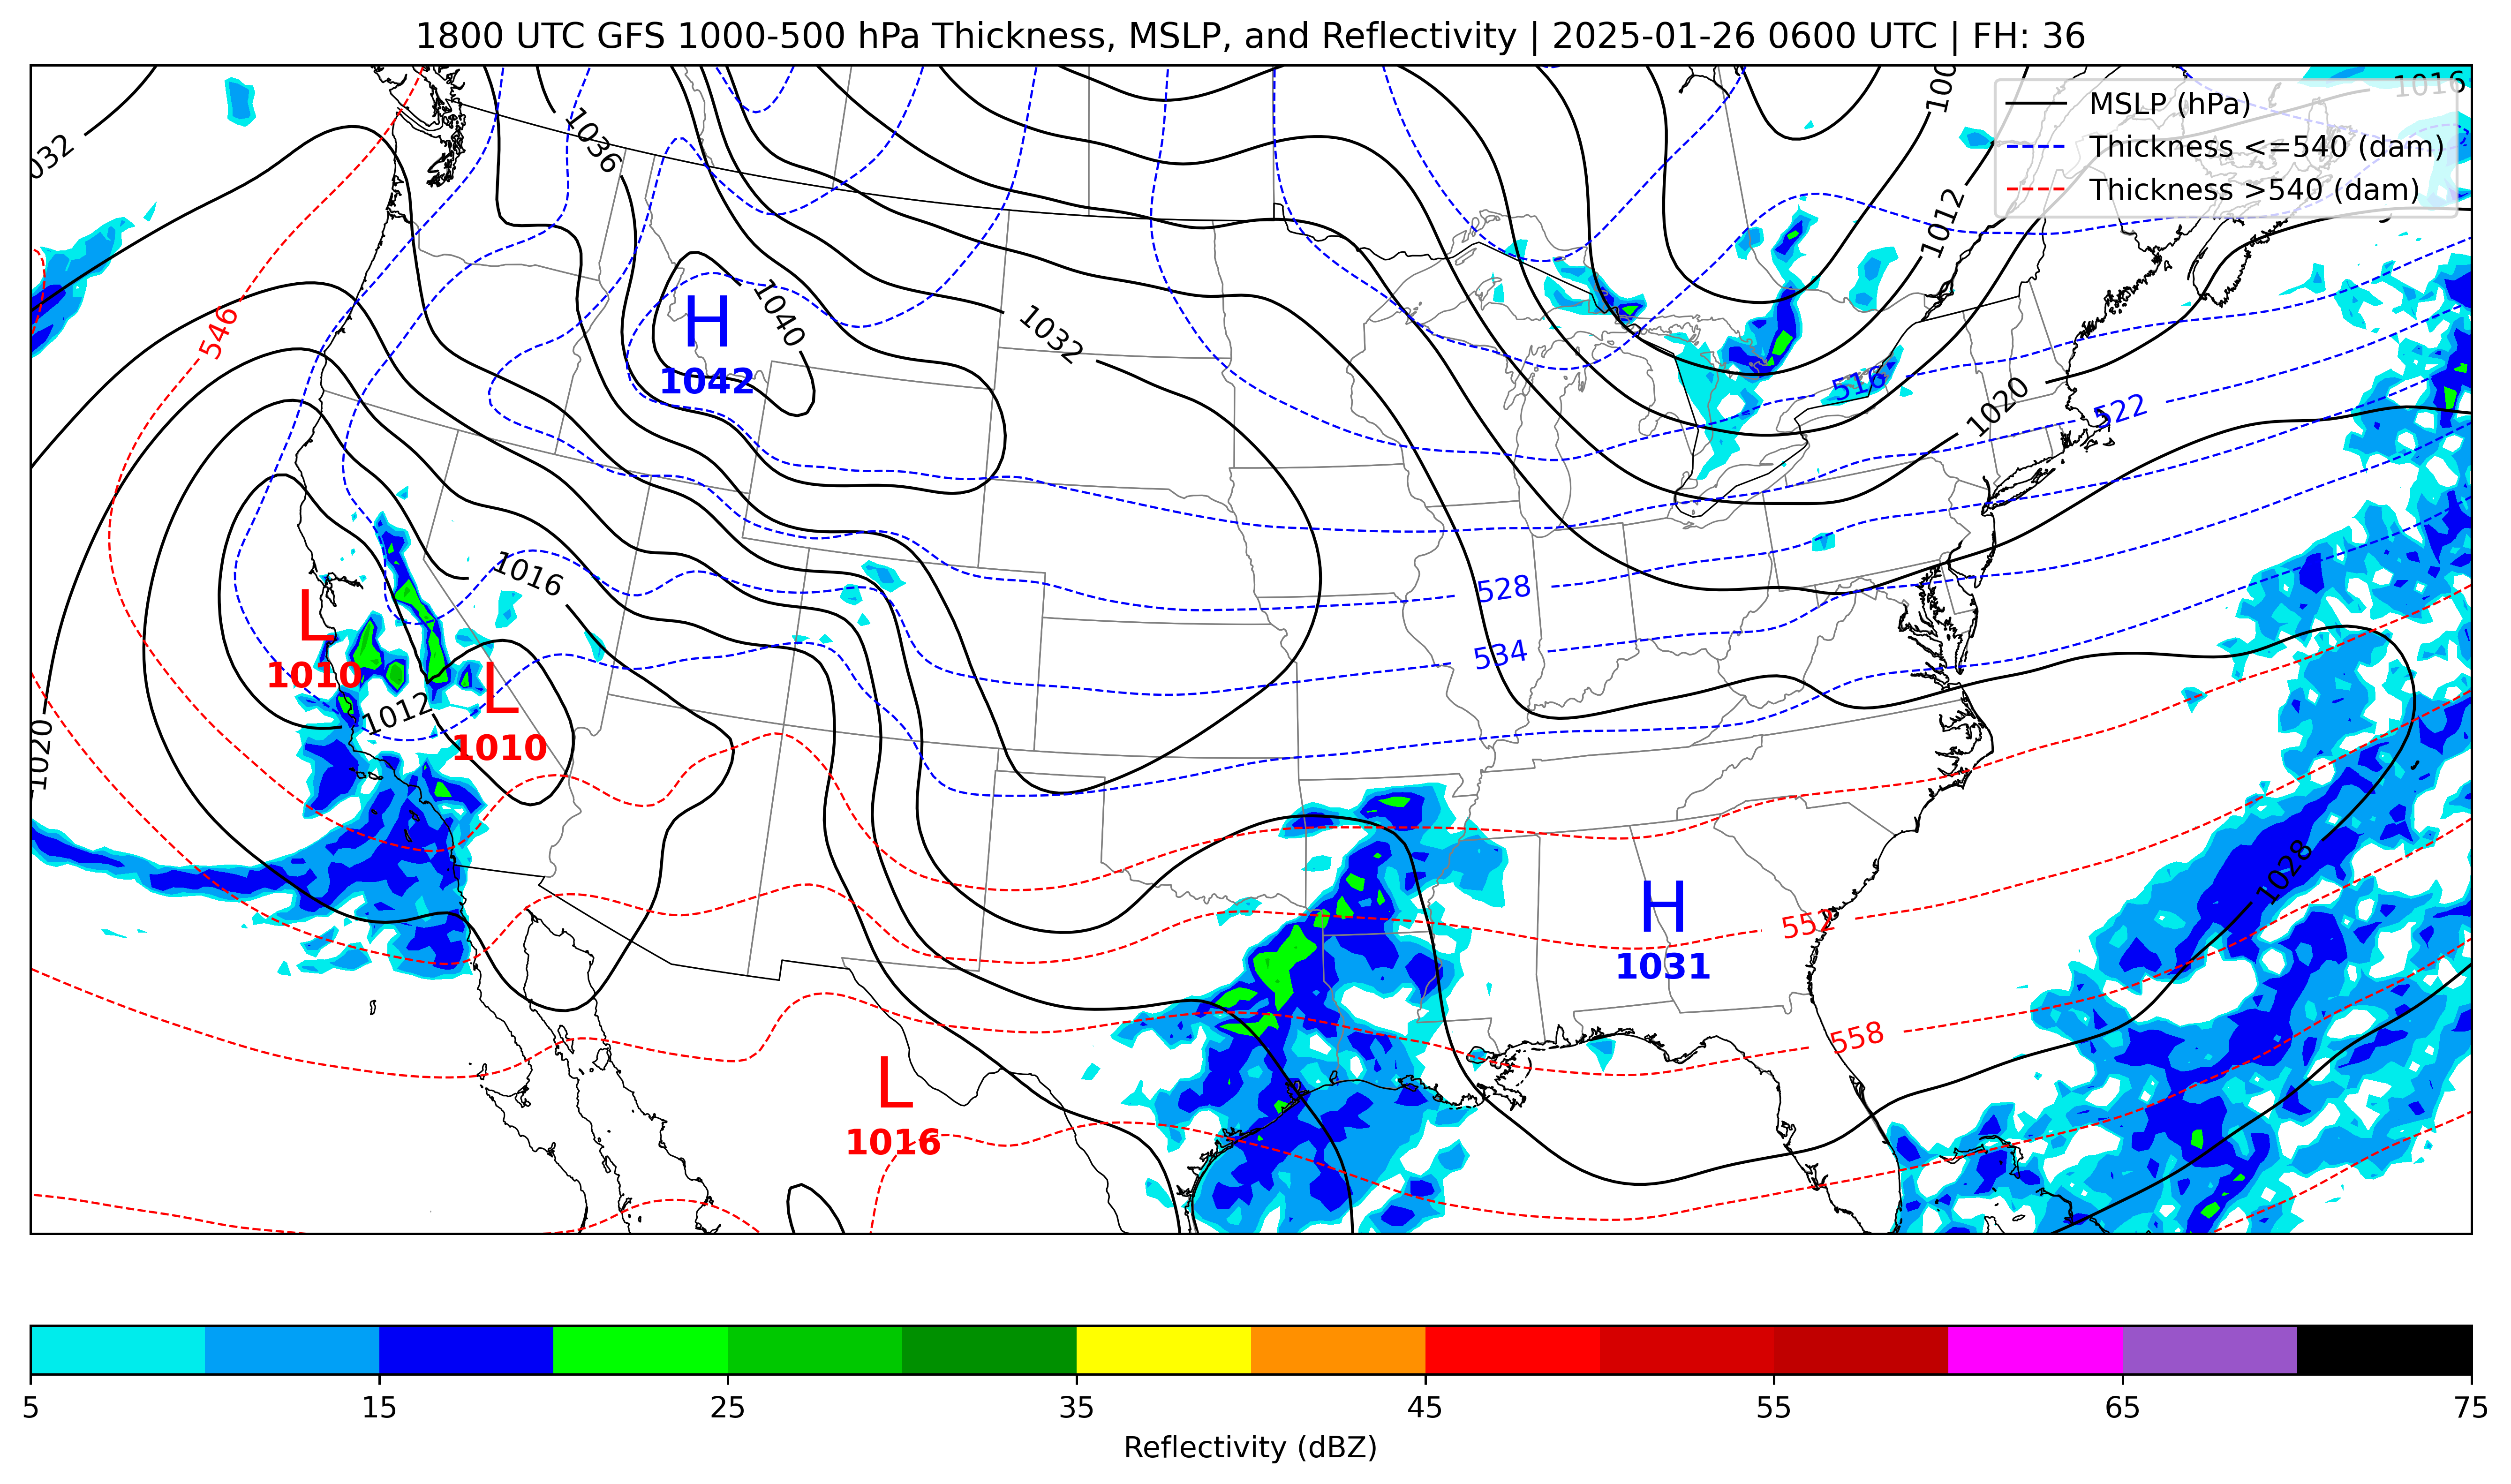 1800 UTC GFS 1000-500 hPa Thickness, MSLP, and Reflectivity | 2025-01-26 0600 UTC | FH: 36
MSLP (hPa)
Thickness <=540 (dam)
Thickness >540 (dam)
1016
100
032
1036
1012
546
H
1042
1040
1032
516
1020
522
1016
528
L
1010
534
L
1010
1012
1020
1028
H
1031
552
558
L
1016
5 15 25 35 45 55 65 75
Reflectivity (dBZ)